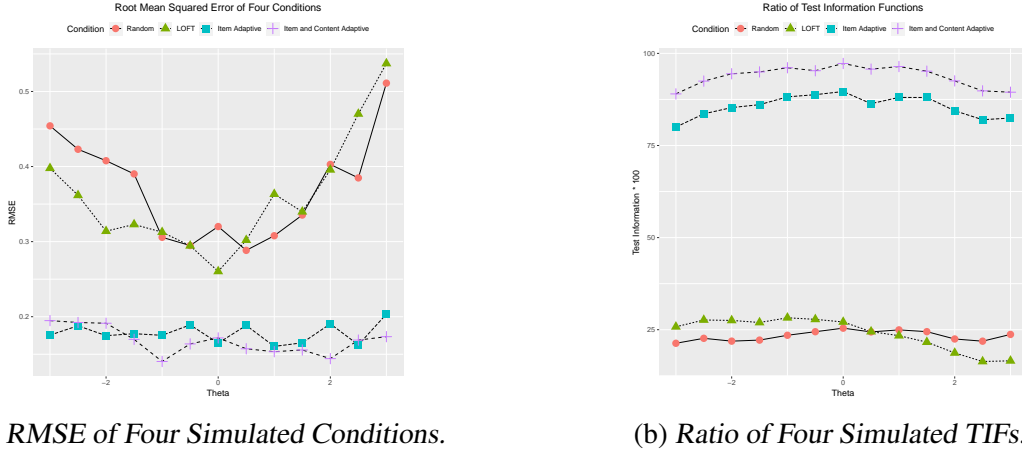 Root Mean Squared Error of Four Conditions
Condition Random LOFT Item Adaptive Item and Content Adaptive
0.5
0.4
0.3
0.2
RMSE
−2 0 2
Theta
RMSE of Four Simulated Conditions.
Ratio of Test Information Functions
Condition Random LOFT Item Adaptive Item and Content Adaptive
100
75
50
25
Test Information * 100
−2 0 2
Theta
(b) Ratio of Four Simulated TIFs.